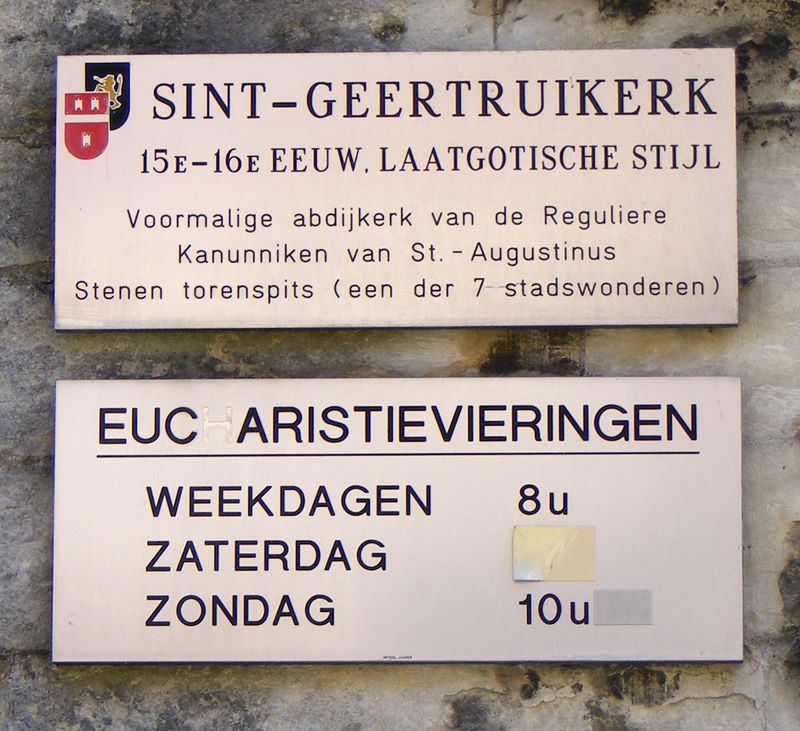 SINT-GEERTRUIKERK
15E-16E EEUW, LAATGOTISCHE STIJL
Voormalige abdijkerk van de Reguliere
Kanunniken van St.-Augustinus
Stenen torenspits (een der 7 stadswonderen)
EUCHARISTIEVIERINGEN
WEEKDAGEN 8u
ZATERDAG
ZONDAG 10u